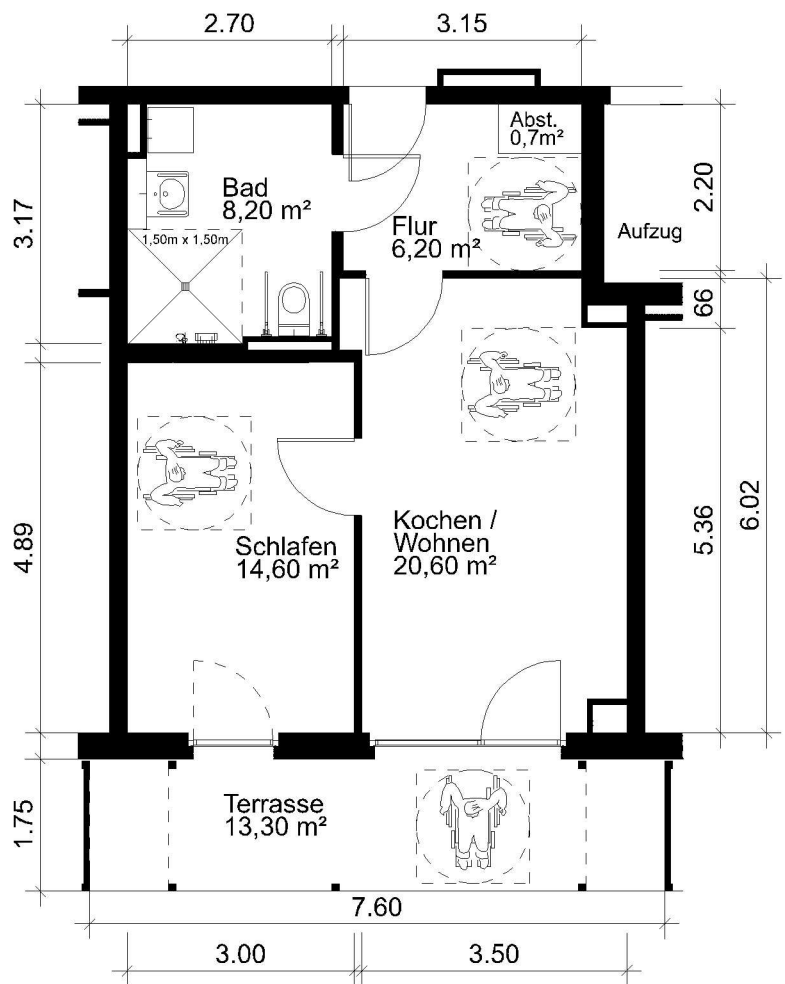 2.70
3.15
Abst.
0,7m²
Bad
8,20 m²
3.17
2.20
Flur
6,20 m²
Aufzug
1,50m x 1,50m
66
4.89
Kochen /
Wohnen
20,60 m²
Schlafen
14,60 m²
5.36
6.02
1.75
Terrasse
13,30 m²
7.60
3.00
3.50